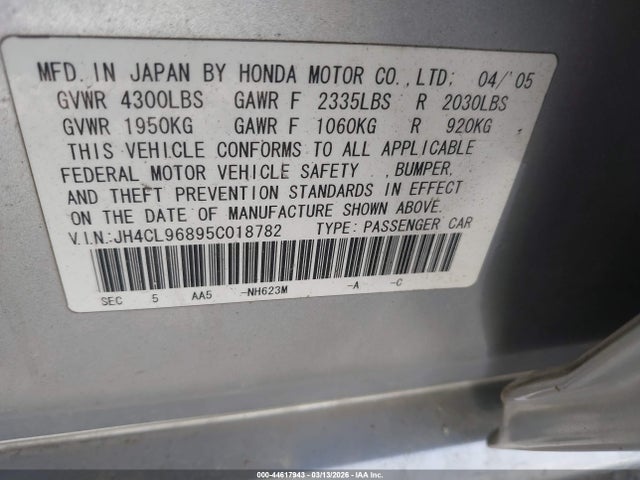 MFD. IN JAPAN BY HONDA MOTOR CO., LTD: 04/'05
GVWR 4300LBS GAWR F 2335LBS R 2030LBS
GVWR 1950KG GAWR F 1060KG R 920KG
THIS VEHICLE CONFORMS TO ALL APPLICABLE
FEDERAL MOTOR VEHICLE SAFETY , BUMPER,
AND THEFT PREVENTION STANDARDS IN EFFECT
ON THE DATE OF MANUFACTURE SHOWN ABOVE.
V.I.N:JH4CL96895C018782 TYPE: PASSENGER CAR
SEC 5 AA5 -NH623M -A -C
000-44617943 - 03/13/2026 - IAA Inc.